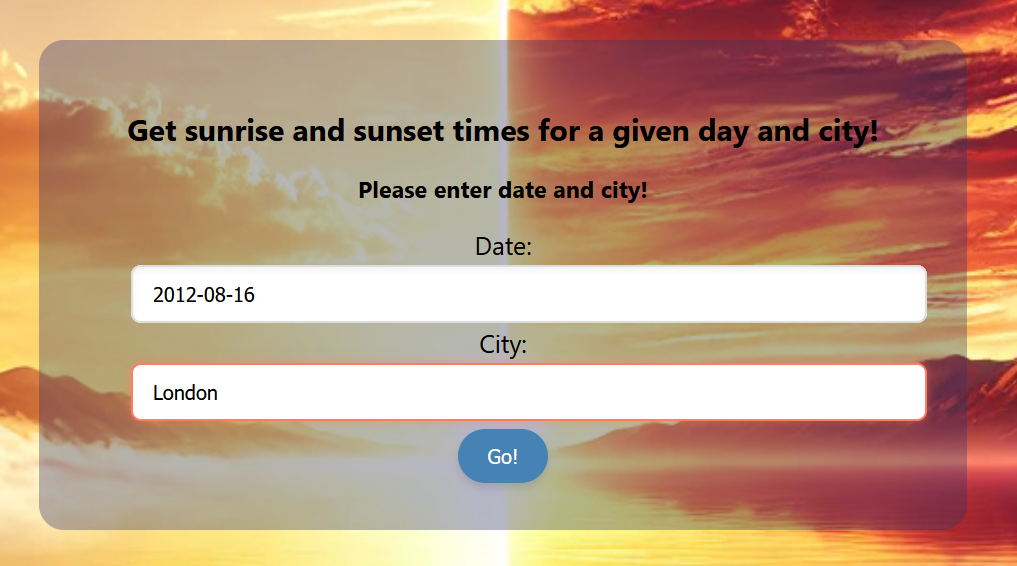 Get sunrise and sunset times for a given day and city!
Please enter date and city!
Date:
2012-08-16
City:
London
Go!